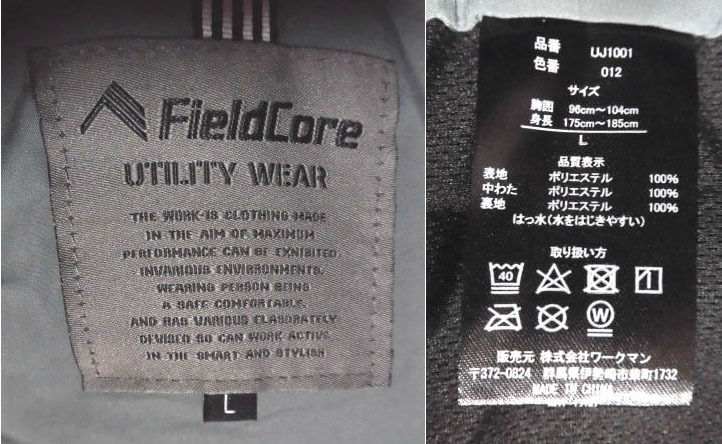 FieldCore
UTILITY WEAR
THE WORK-IS CLOTHING MADE
IN THE AIM OF MAXIMUM
PERFORMANCE CAN BE EXHIBITED
INVARIOUS ENVIRRONMENTS.
WEARING PERSON BEING
A SAFE COMFORTABLE.
AND HAD VARIOUS ELABORATELY
DEVISED SO CAN WORK ACTIVE
IN THE SMART AND STYLISH
L
品番 UJ1001
色番 012
サイズ
胸囲 96cm～104cm
身長 175cm～185cm
L
品質表示
表地 ポリエステル 100%
中わた ポリエステル 100%
裏地 ポリエステル 100%
はっ水(水をはじきやすい)
取り扱い方
40
W
販売元 株式会社ワークマン
〒372-0824 群馬県伊勢崎市柴町1732
MADE IN CHINA